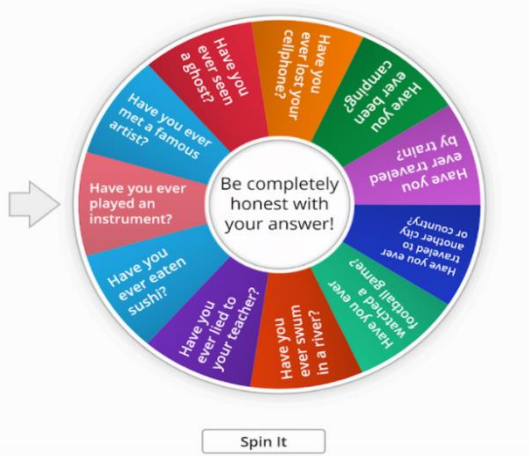 Have you
ever lost your
cellphone?
Have you
ever been
camping?
Have you
ever traveled
by train?
Have you ever
traveled to
another city
or country?
Have you ever
watched a
football game?
Have you
ever swum
in a river?
Have you
ever lied to
your teacher?
Have you
ever eaten
sushi?
Have you ever
played an
instrument?
Have you ever
met a famous
artist?
Have you
ever seen
a ghost?
Be completely
honest with
your answer!
Spin It